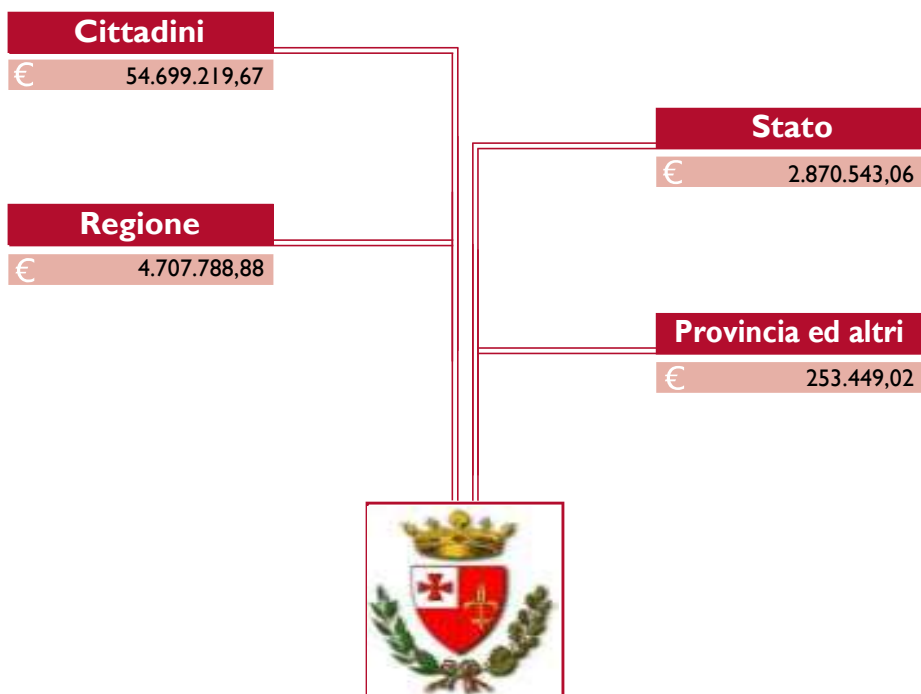 Cittadini
€ 54.699.219,67
Stato
€ 2.870.543,06
Regione
€ 4.707.788,88
Provincia ed altri
€ 253.449,02